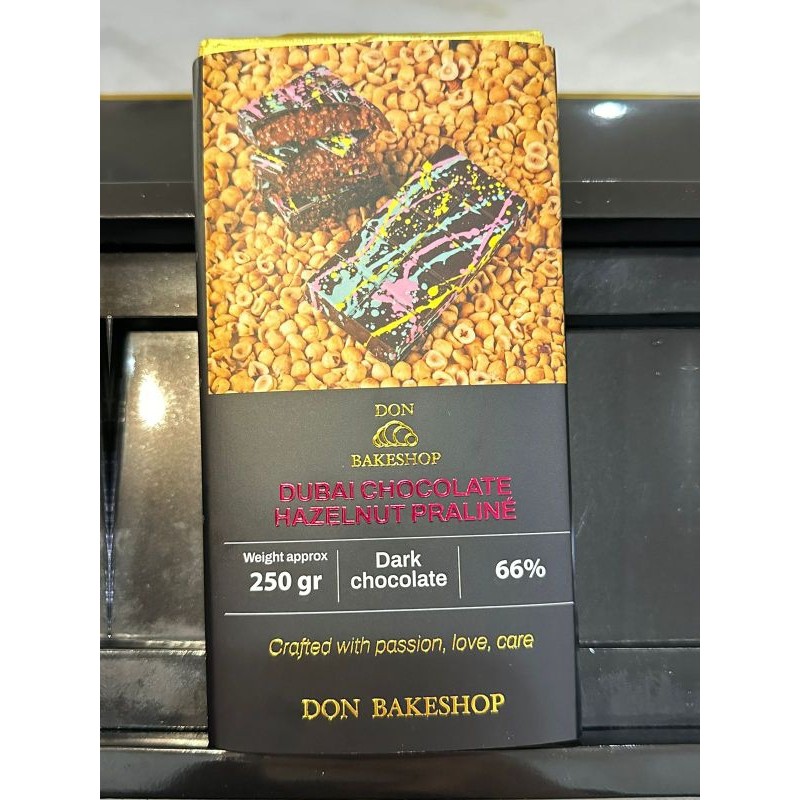 DON
BAKESHOP
DUBAI CHOCOLATE
HAZELNUT PRALINÉ
Weight approx
250 gr
Dark
chocolate
66%
Crafted with passion, love, care
DON BAKESHOP